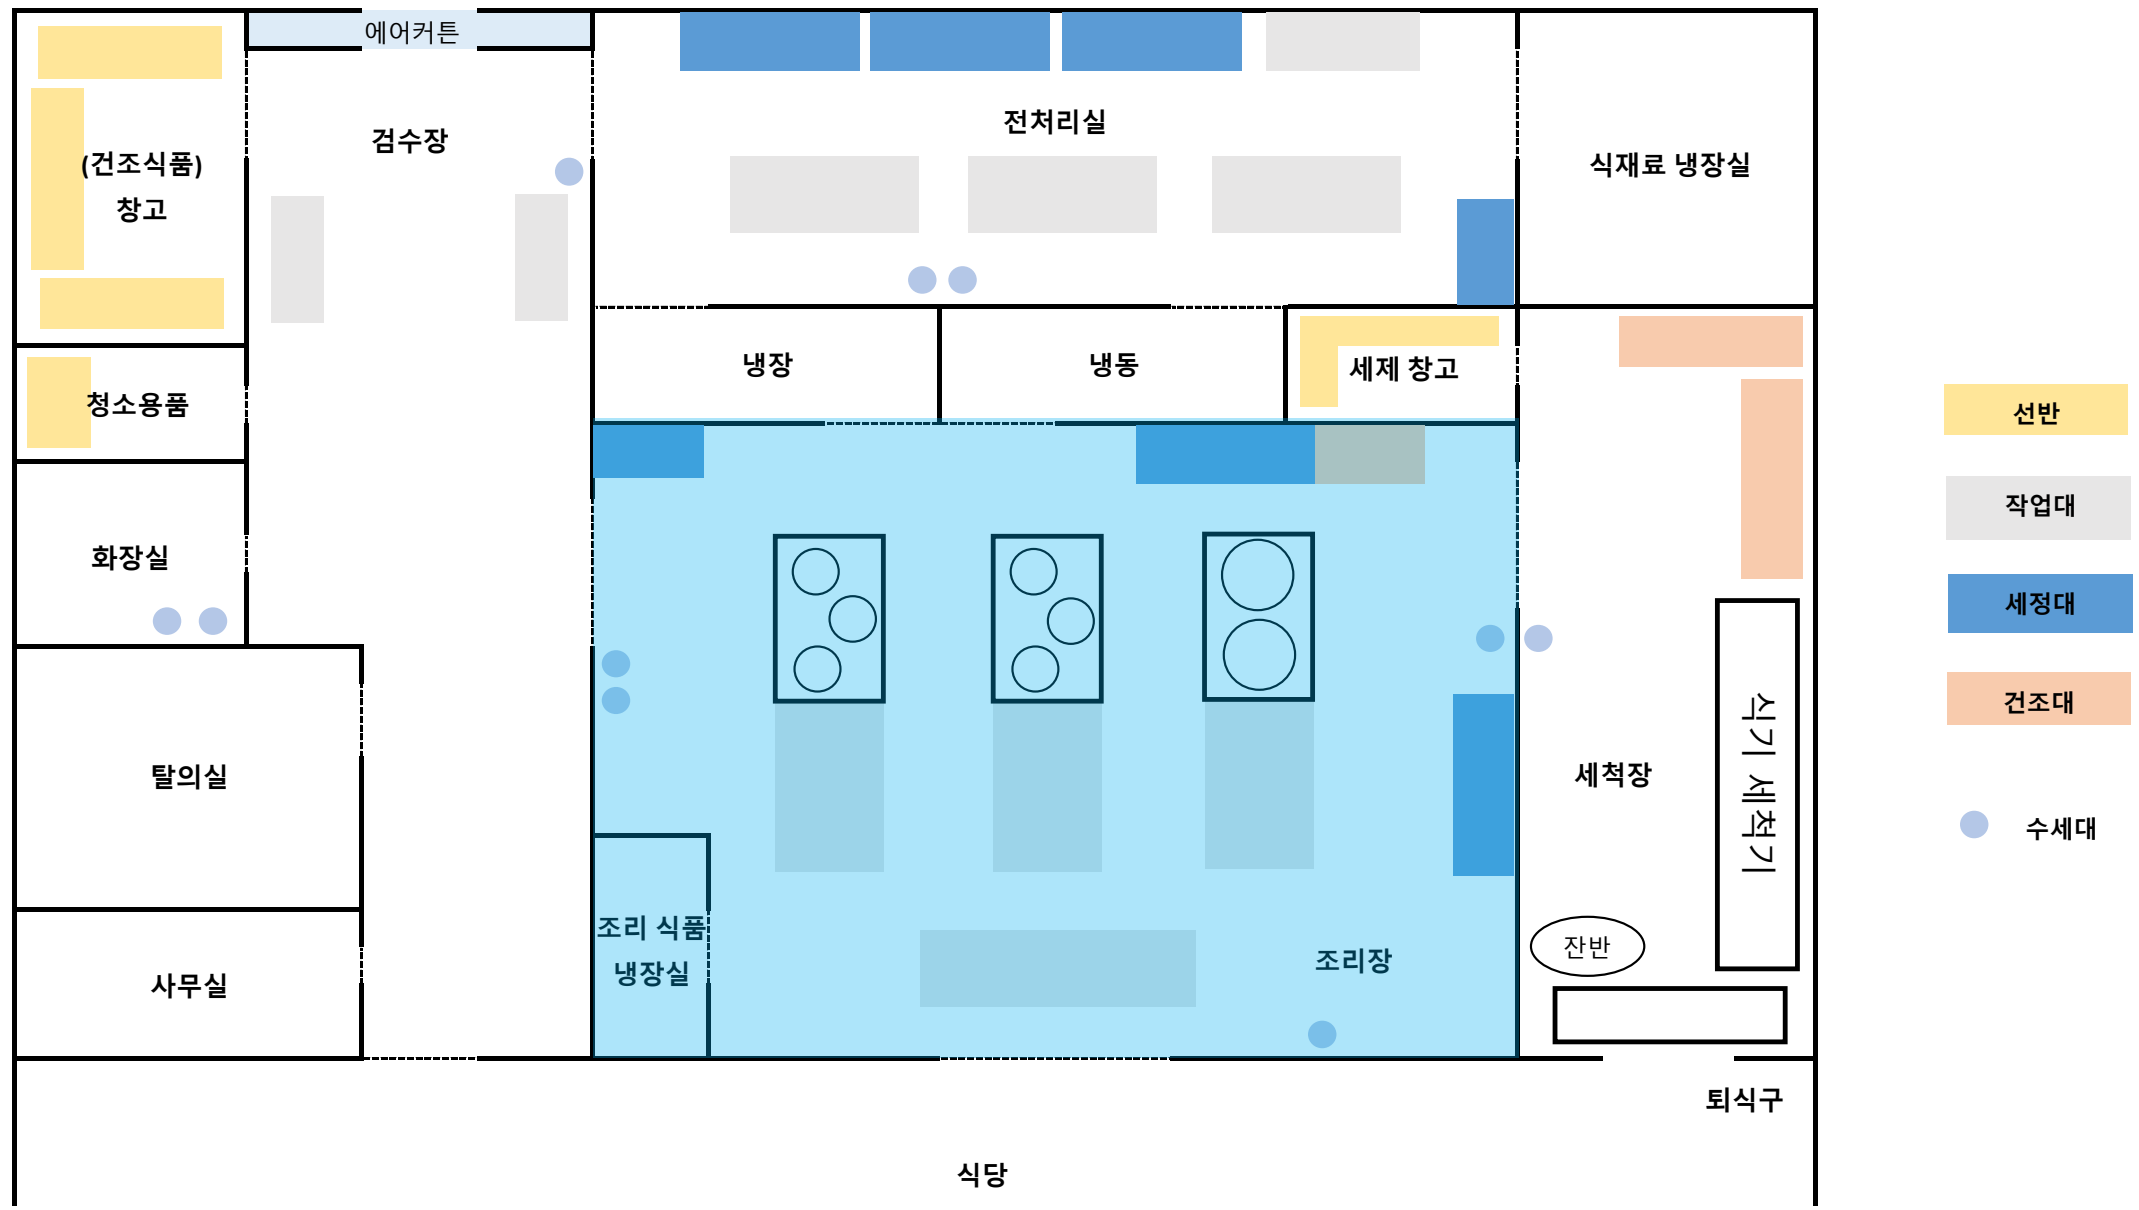 에어커튼
전처리실
검수장
(건조식품)
창고
식재료 냉장실
냉장
냉동
세제 창고
청소용품
선반
작업대
화장실
세정대
건조대
탈의실
세척장
식기 세척기
수세대
조리 식품
냉장실
조리장
잔반
사무실
퇴식구
식당